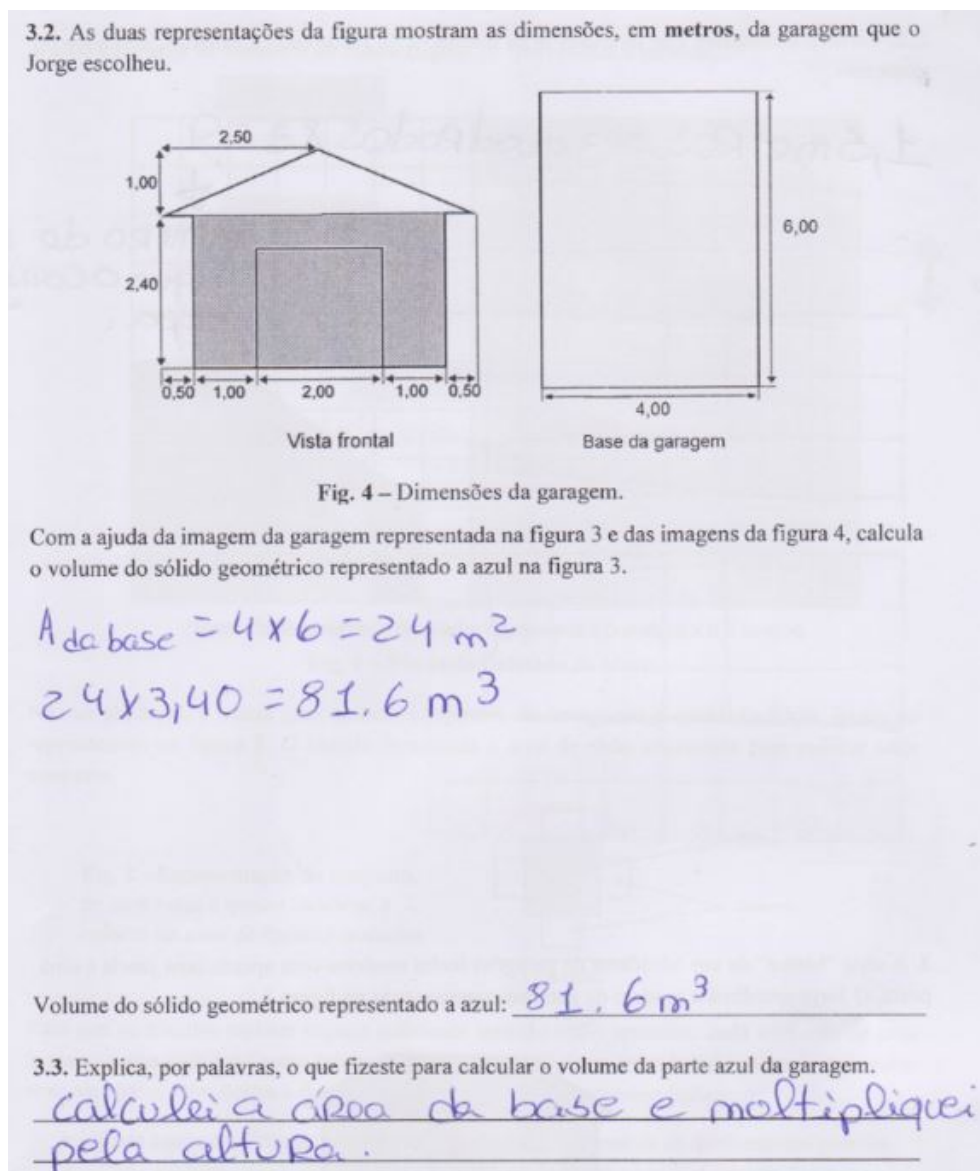 3.2. As duas representações da figura mostram as dimensões, em metros, da garagem que o
Jorge escolheu.
2,50
1,00
2,40
0,50 1,00 2,00 1,00 0,50
Vista frontal
6,00
4,00
Base da garagem
Fig. 4 – Dimensões da garagem.
Com a ajuda da imagem da garagem representada na figura 3 e das imagens da figura 4, calcula
o volume do sólido geométrico representado a azul na figura 3.
A da base = 4 x 6 = 24 m²
24 x 3,40 = 81.6 m³
Volume do sólido geométrico representado a azul: 81.6 m³
3.3. Explica, por palavras, o que fizeste para calcular o volume da parte azul da garagem.
calculei a área da base e moltipliquei
pela altura.